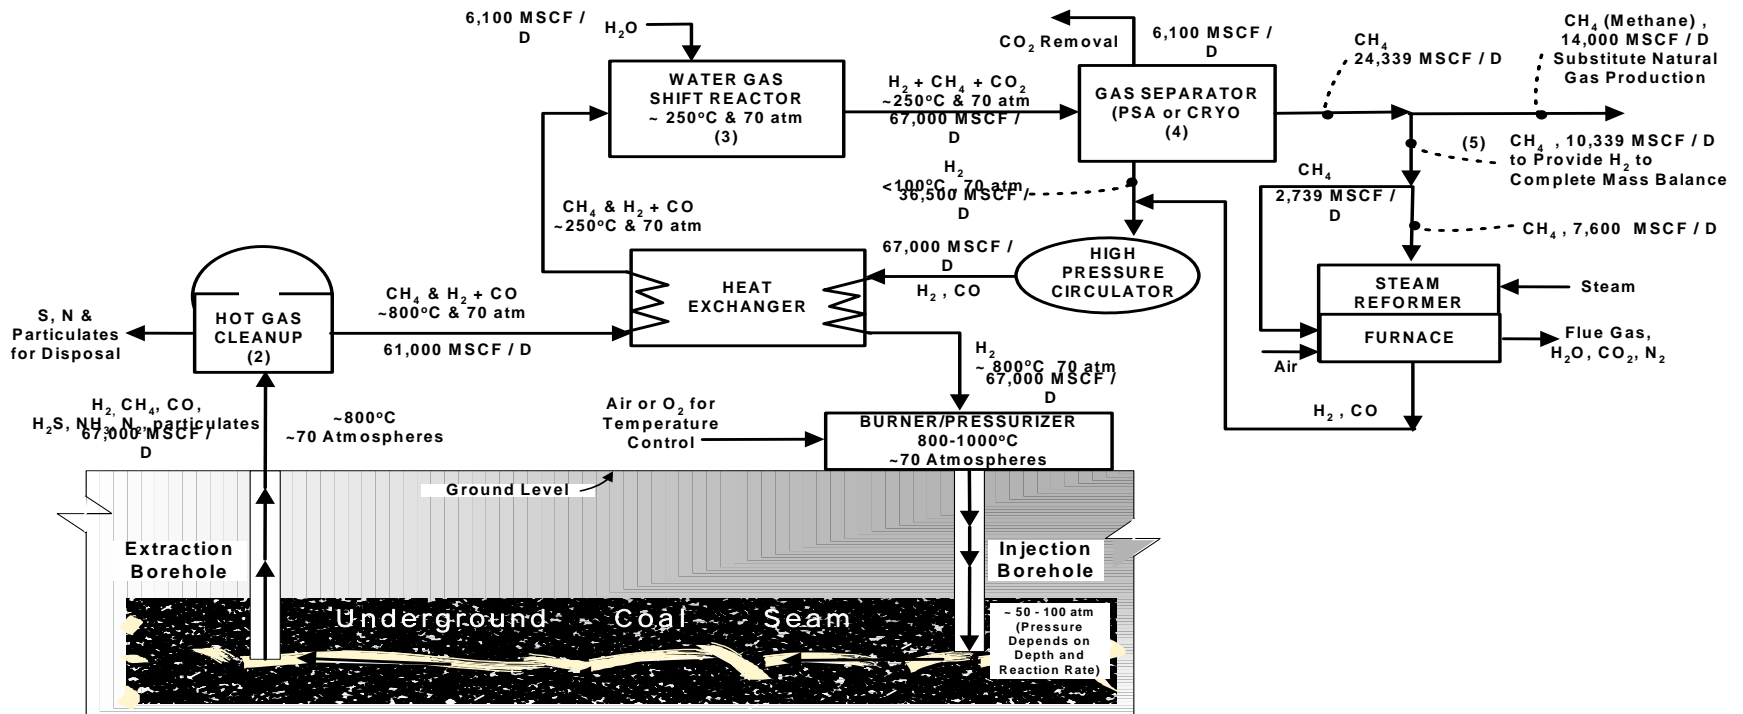 6,100 MSCF /
D
H₂O
WATER GAS
SHIFT REACTOR
~ 250ºC & 70 atm
(3)
H₂ + CH₄ + CO₂
~250ºC & 70 atm
67,000 MSCF /
D
CO₂ Removal
6,100 MSCF /
D
GAS SEPARATOR
(PSA or CRYO
(4)
CH₄
24,339 MSCF / D
CH₄ (Methane) ,
14,000 MSCF / D
Substitute Natural
Gas Production
(5)
CH₄ , 10,339 MSCF / D
to Provide H₂ to
Complete Mass Balance
CH₄
2,739 MSCF /
D
CH₄ , 7,600 MSCF / D
H₂
<100ºC , 70 atm
36,500 MSCF /
D
CH₄ & H₂ + CO
~250ºC & 70 atm
HEAT
EXCHANGER
67,000 MSCF /
D
H₂ , CO
HIGH
PRESSURE
CIRCULATOR
STEAM
REFORMER
Steam
FURNACE
Air
Flue Gas,
H₂O, CO₂, N₂
H₂ , CO
S, N &
Particulates
for Disposal
HOT GAS
CLEANUP
(2)
CH₄ & H₂ + CO
~800ºC & 70 atm
61,000 MSCF / D
H₂
~ 800ºC 70 atm
67,000 MSCF /
D
H₂, CH₄, CO,
H₂S, NH₃, N₂, particulates
67,000 MSCF /
D
~800ºC
~70 Atmospheres
Air or O₂ for
Temperature
Control
BURNER/PRESSURIZER
800-1000ºC
~70 Atmospheres
Ground Level
Extraction
Borehole
Injection
Borehole
Underground Coal Seam
~ 50 - 100 atm
(Pressure
Depends on
Depth and
Reaction Rate)